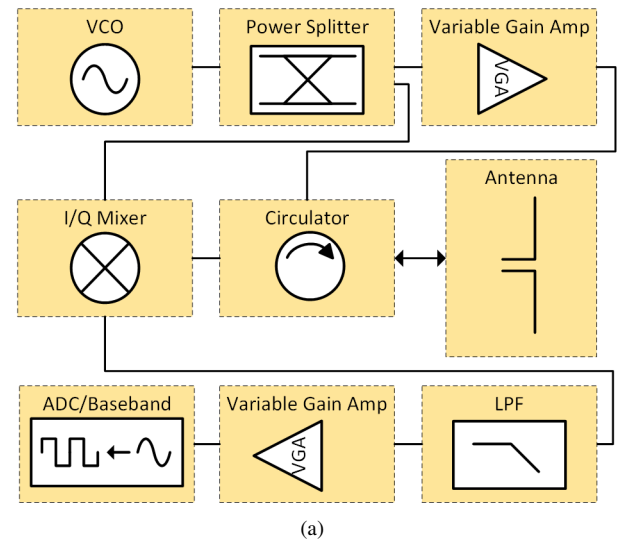 VCO
Power Splitter
Variable Gain Amp
VGA
Antenna
I/Q Mixer
Circulator
ADC/Baseband
Variable Gain Amp
LPF
VGA
(a)